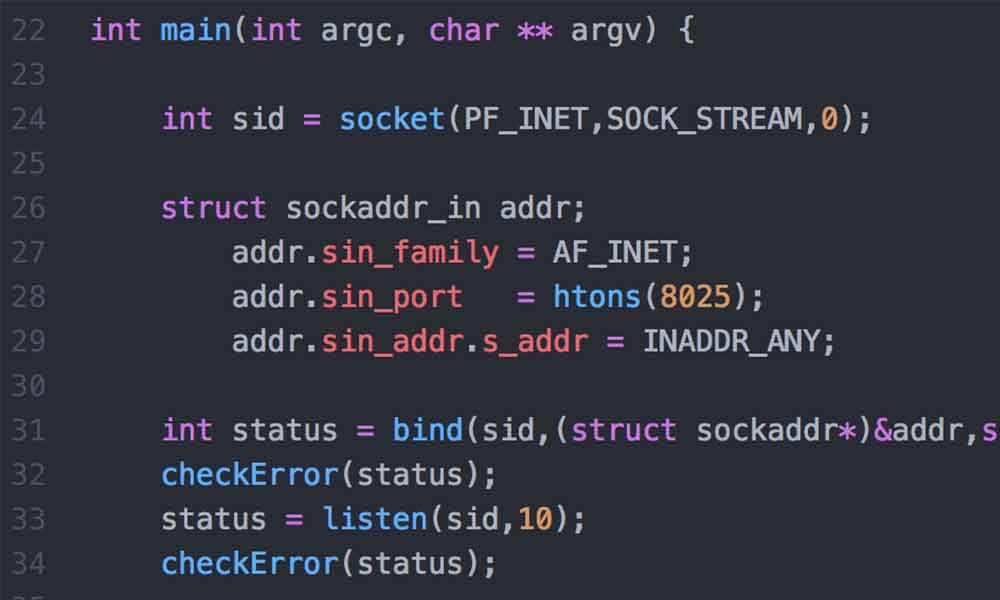 22 int main(int argc, char ** argv) {
23
24 int sid = socket(PF_INET,SOCK_STREAM,0);
25
26 struct sockaddr_in addr;
27 addr.sin_family = AF_INET;
28 addr.sin_port   = htons(8025);
29 addr.sin_addr.s_addr = INADDR_ANY;
30
31 int status = bind(sid,(struct sockaddr*)&addr,s
32 checkError(status);
33 status = listen(sid,10);
34 checkError(status);